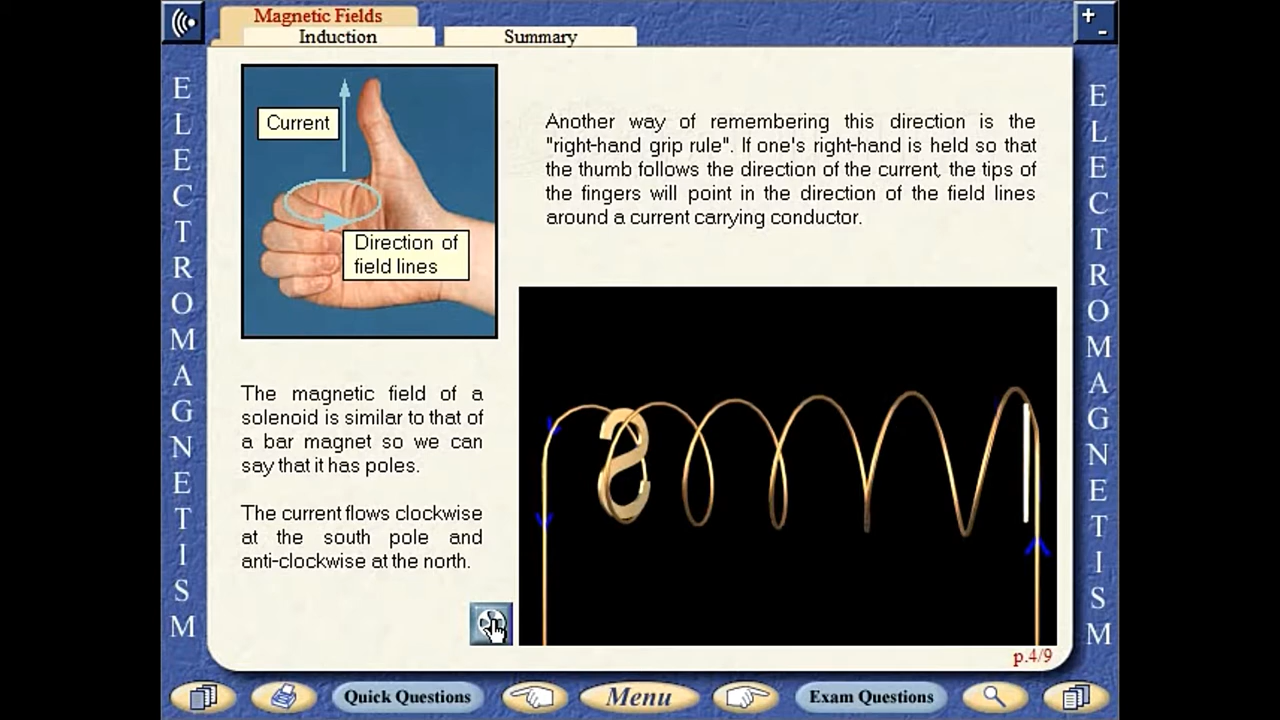 Magnetic Fields
Induction
Summary
ELECTROMAGNETISM
Current
Direction of
field lines
Another way of remembering this direction is the
"right-hand grip rule". If one's right-hand is held so that
the thumb follows the direction of the current, the tips of
the fingers will point in the direction of the field lines
around a current carrying conductor.
The magnetic field of a
solenoid is similar to that of
a bar magnet so we can
say that it has poles.
The current flows clockwise
at the south pole and
anti-clockwise at the north.
S
ELECTROMAGNETISM
p.4/9
Quick Questions
Menu
Exam Questions